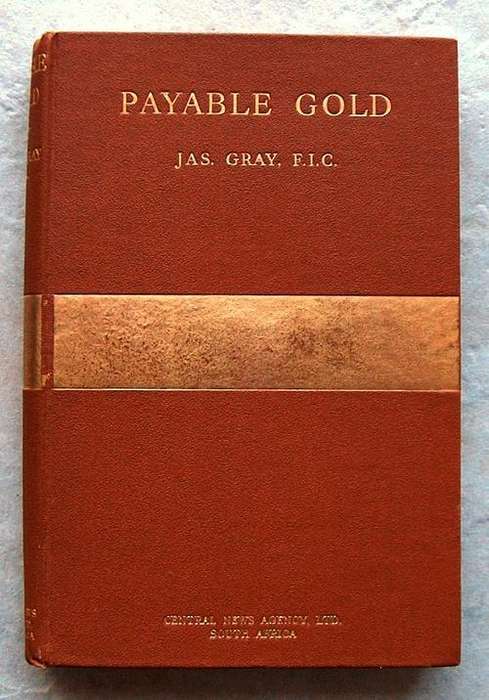 PAYABLE GOLD
JAS. GRAY, F.I.C.
CENTRAL NEWS AGENCY, LTD.
SOUTH AFRICA